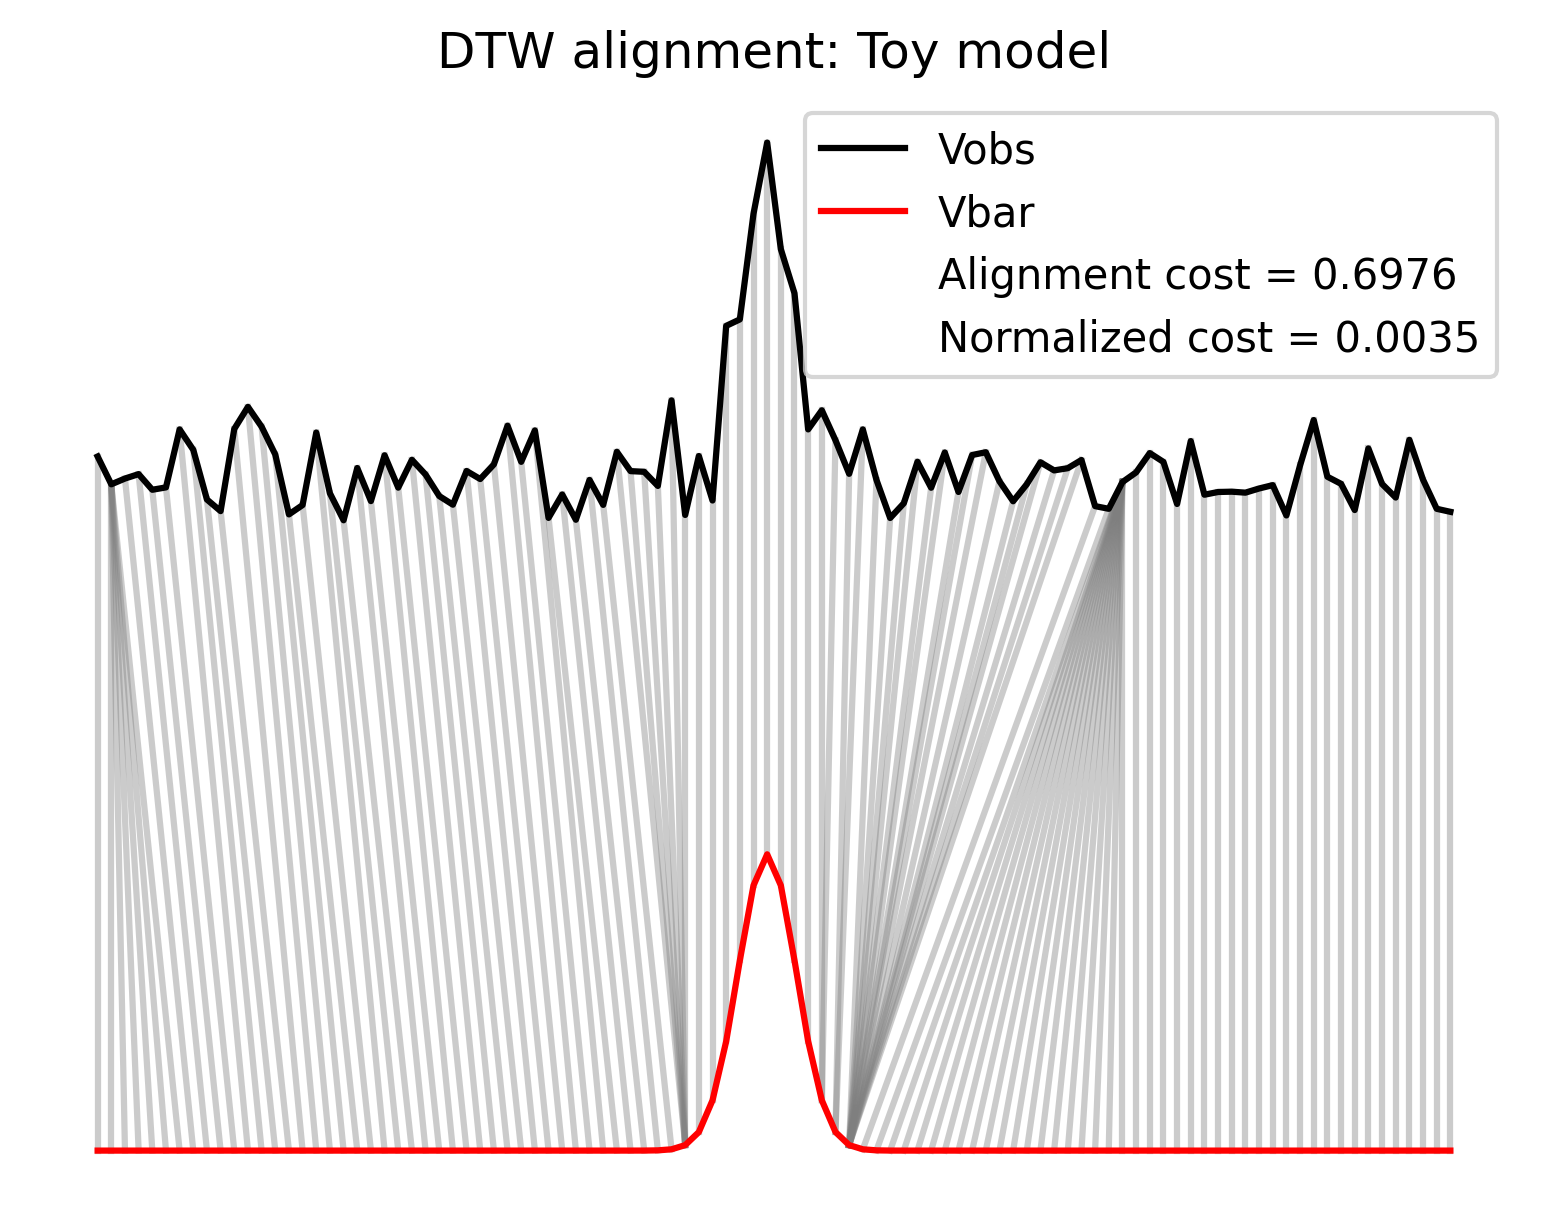 DTW alignment: Toy model
Vobs
Vbar
Alignment cost = 0.6976
Normalized cost = 0.0035